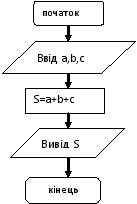 початок
Ввід a,b,c
S=a+b+c
Вивід S
кінець